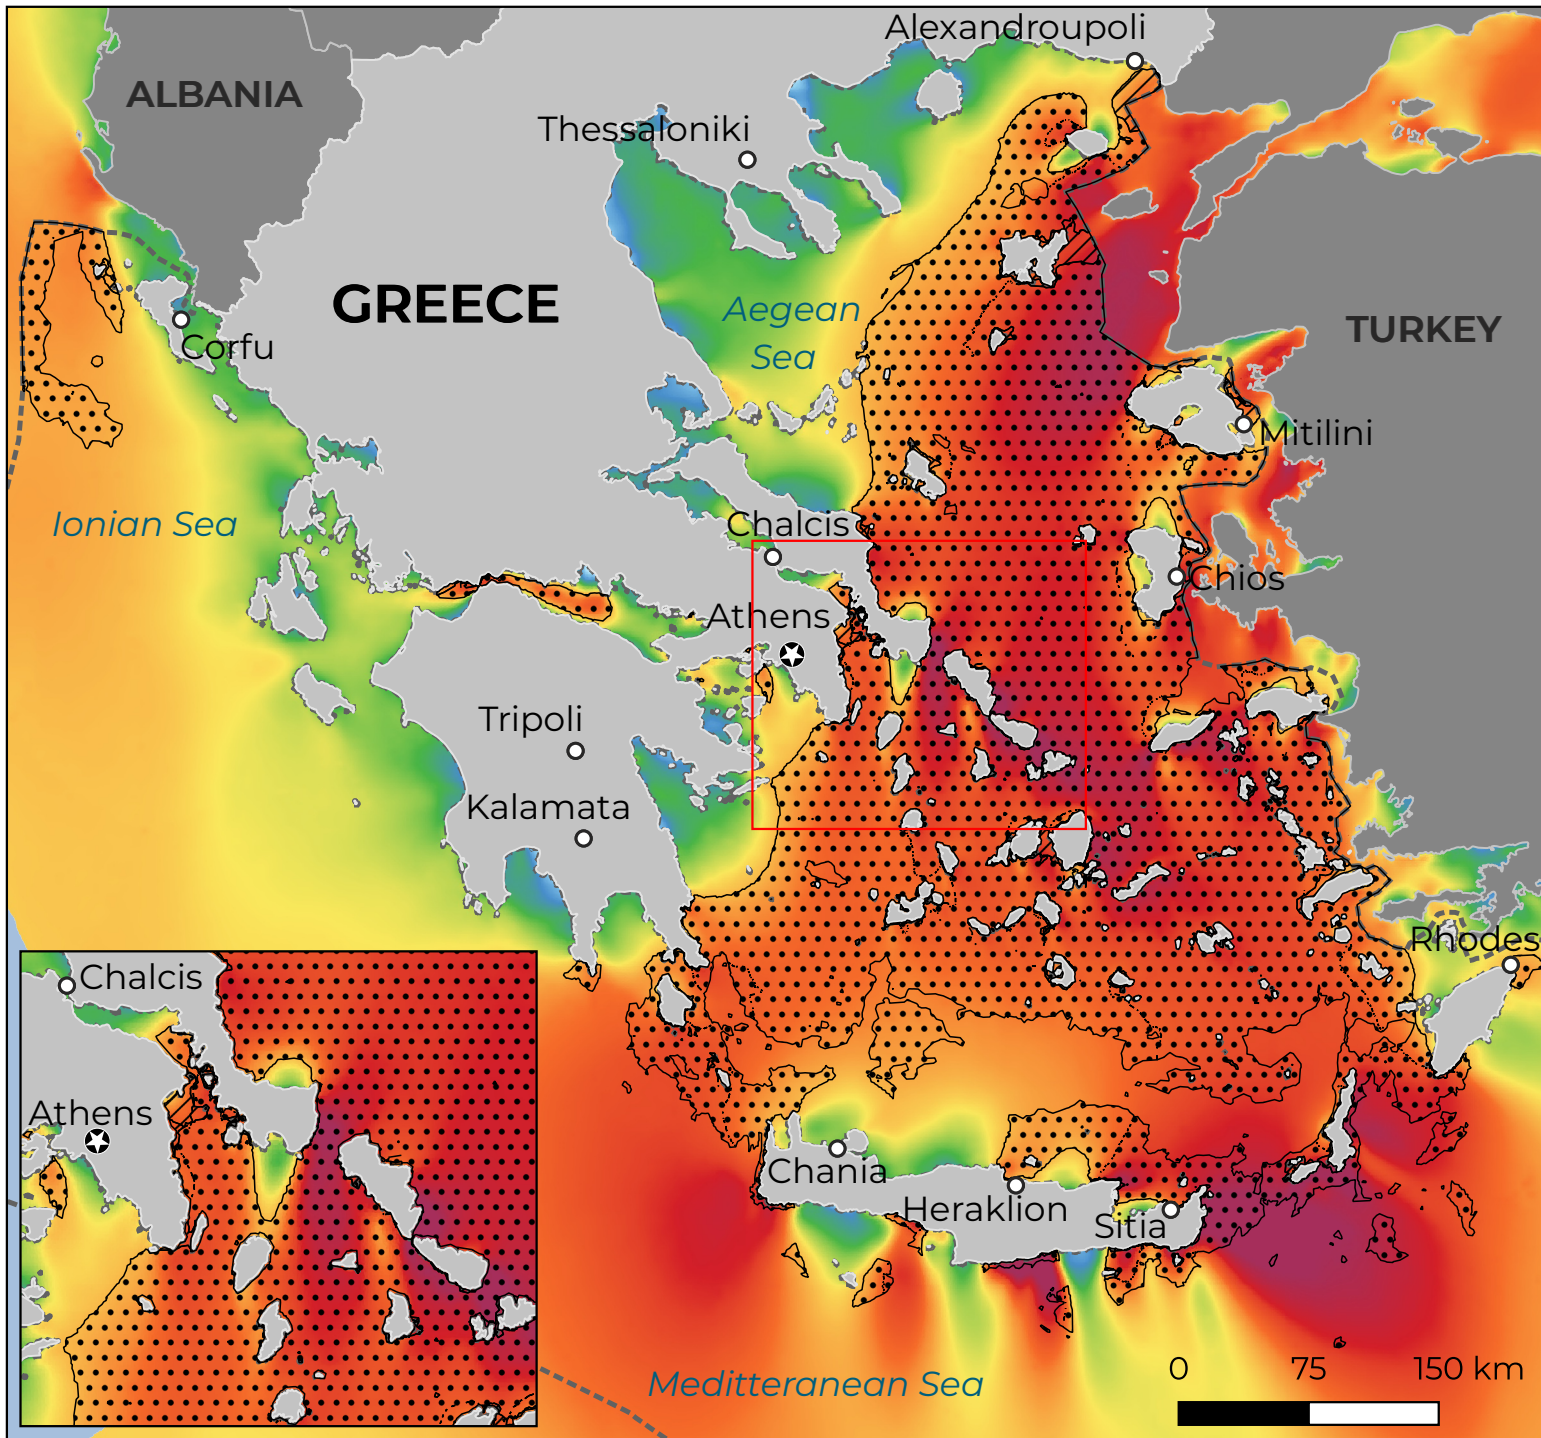 Alexandroupoli
ALBANIA
Thessaloniki
GREECE
Aegean
Sea
TURKEY
Corfu
Mitilini
Ionian Sea
Chalcis
Chios
Athens
Tripoli
Kalamata
Rhodes
Chalcis
Athens
Chania
Heraklion
Sitia
Meditteranean Sea
0 75 150 km